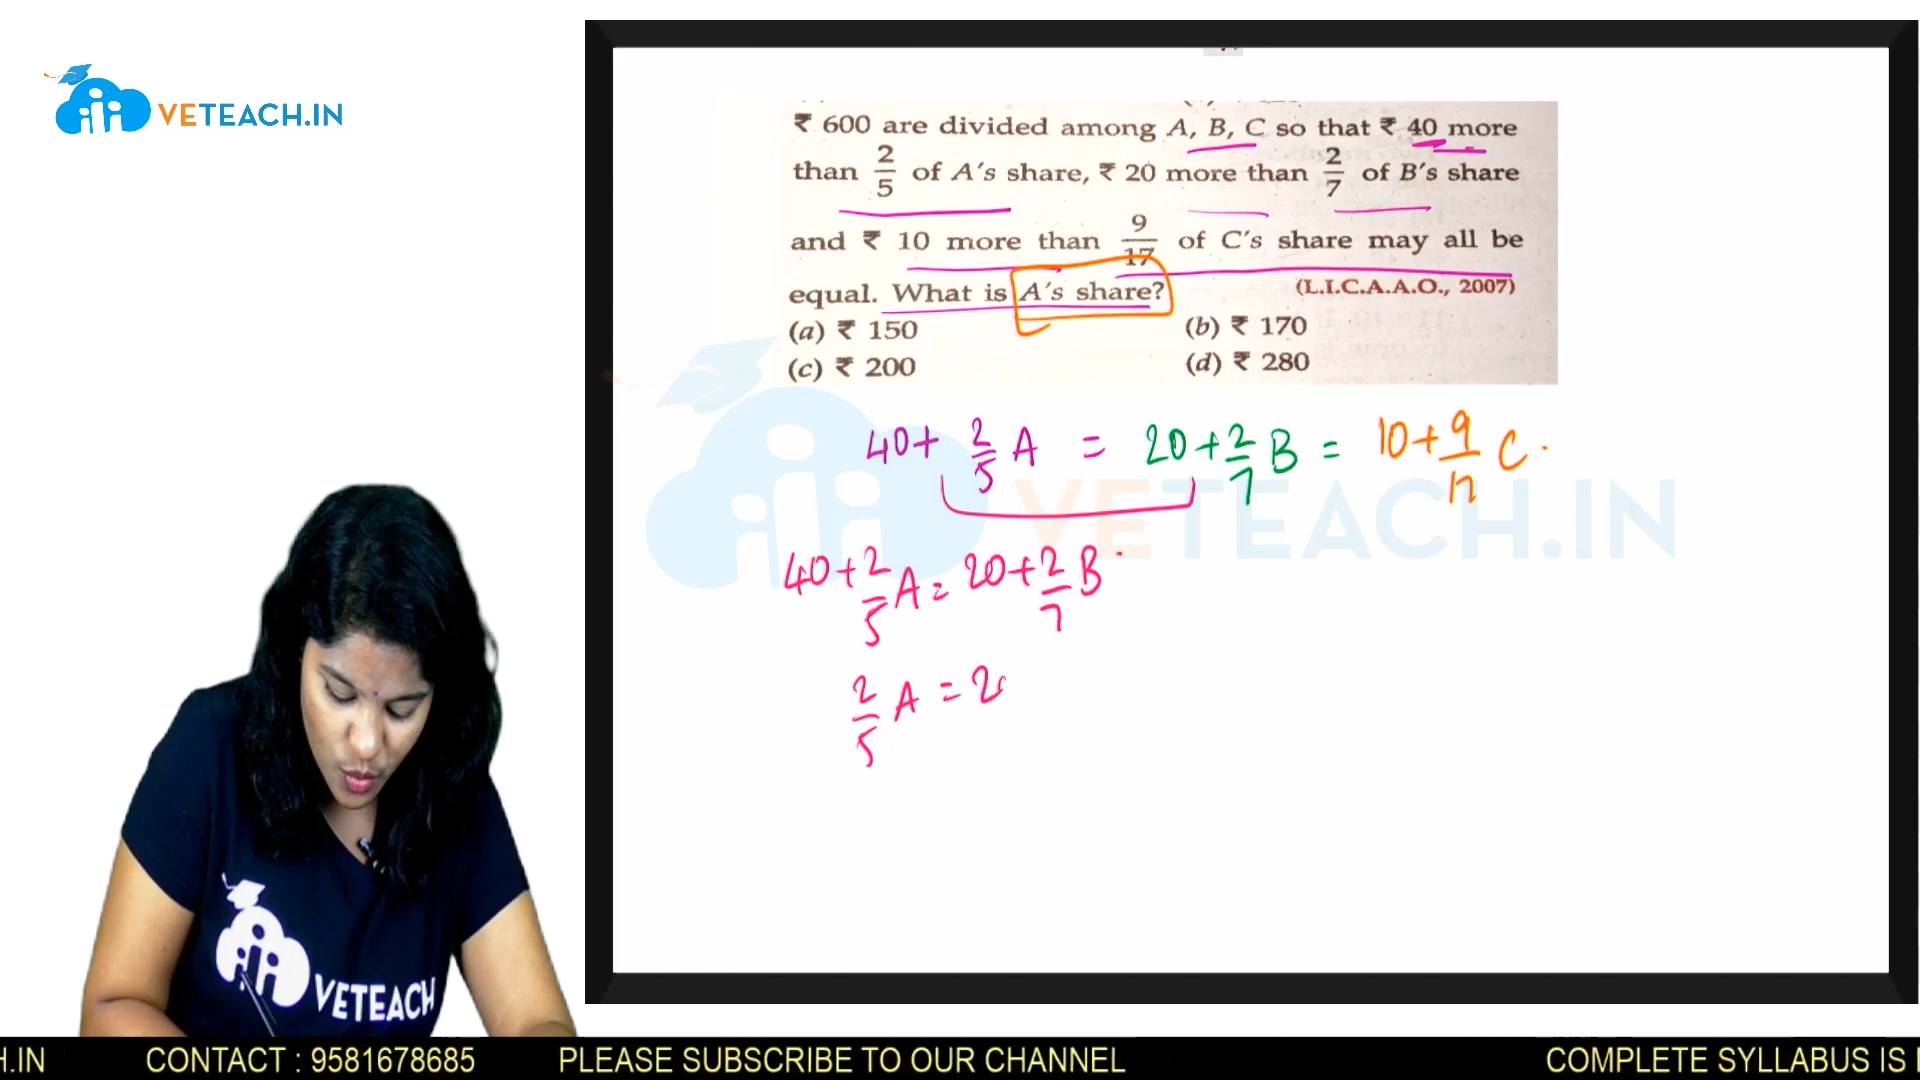 VETEACH.IN
₹ 600 are divided among A, B, C so that ₹ 40 more
than 2/5 of A's share, ₹ 20 more than 2/7 of B's share
and ₹ 10 more than 9/17 of C's share may all be
equal. What is A's share? (L.I.C.A.A.O., 2007)
(a) ₹ 150 (b) ₹ 170
(c) ₹ 200 (d) ₹ 280
40+ 2/5 A = 20+2/7 B = 10+9/17 C.
VETEACH.IN
40+2/5 A = 20+2/7 B.
2/5 A = 20
VETEACH
H.IN CONTACT : 9581678685 PLEASE SUBSCRIBE TO OUR CHANNEL COMPLETE SYLLABUS IS